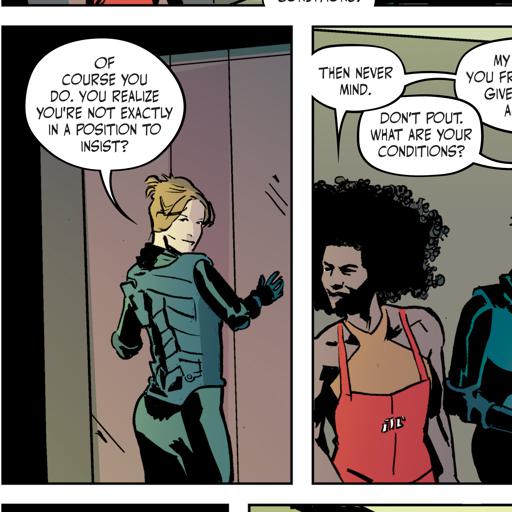 CONDITIONS.
OF
COURSE YOU
DO. YOU REALIZE
YOU'RE NOT EXACTLY
IN A POSITION TO
INSIST?
THEN NEVER
MIND.
DON'T POUT.
WHAT ARE YOUR
CONDITIONS?
MY
YOU FR
GIVE
A